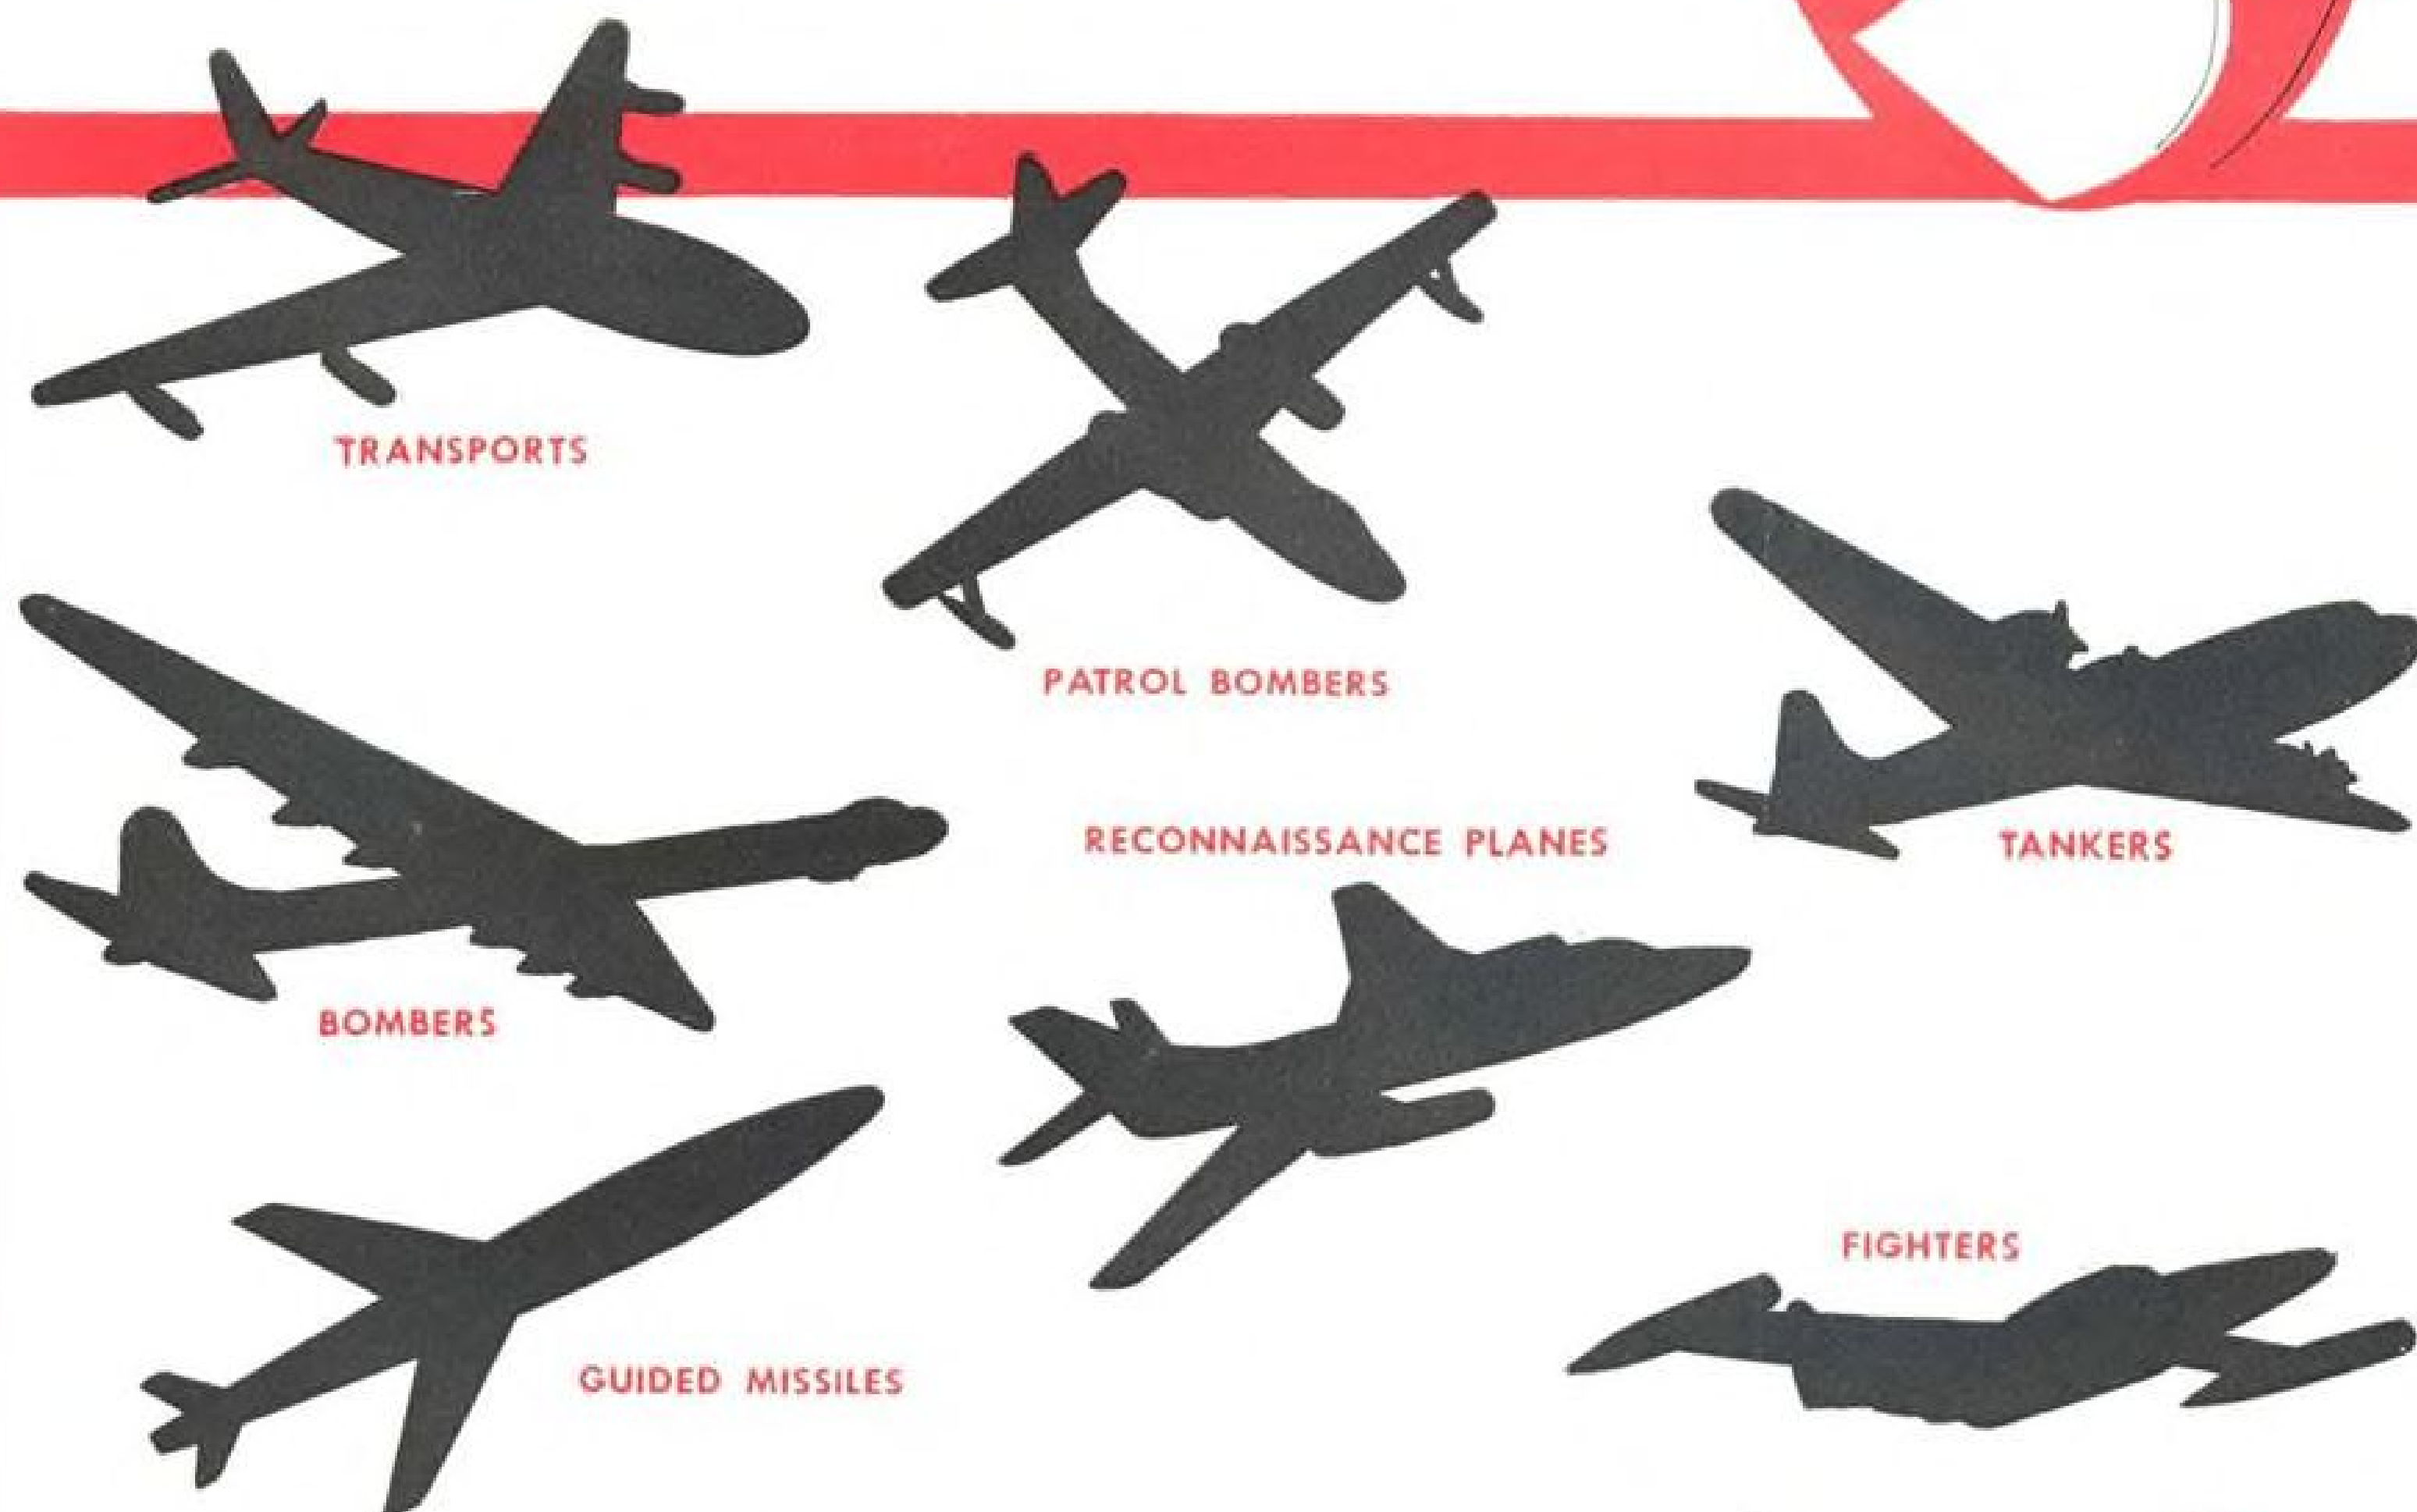 TRANSPORTS
PATROL BOMBERS
RECONNAISSANCE PLANES
TANKERS
BOMBERS
FIGHTERS
GUIDED MISSILES